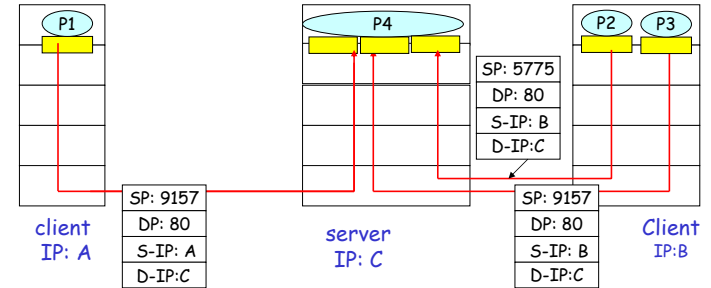 P1
P4
P2
P3
SP: 5775
DP: 80
S-IP: B
D-IP:C
SP: 9157
DP: 80
S-IP: A
D-IP:C
SP: 9157
DP: 80
S-IP: B
D-IP:C
client
IP: A
server
IP: C
Client
IP:B